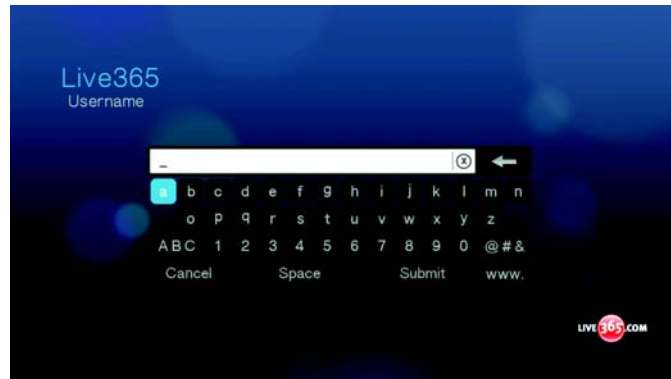 Live365
Username
_
a b c d e f g h i j k l m n
o p q r s t u v w x y z
ABC 1 2 3 4 5 6 7 8 9 0 @#&
Cancel Space Submit www.
LIVE365.COM